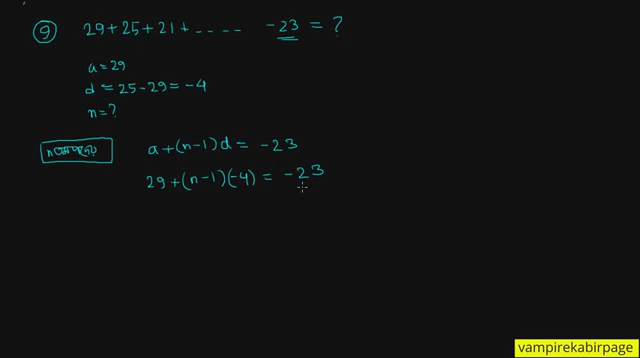 9 29 + 25 + 21 + - - - - -23 = ?
a = 29
d = 25 - 29 = -4
n = ?
a + (n-1)d = -23
29 + (n-1)(-4) = -23
vampirekabirpage